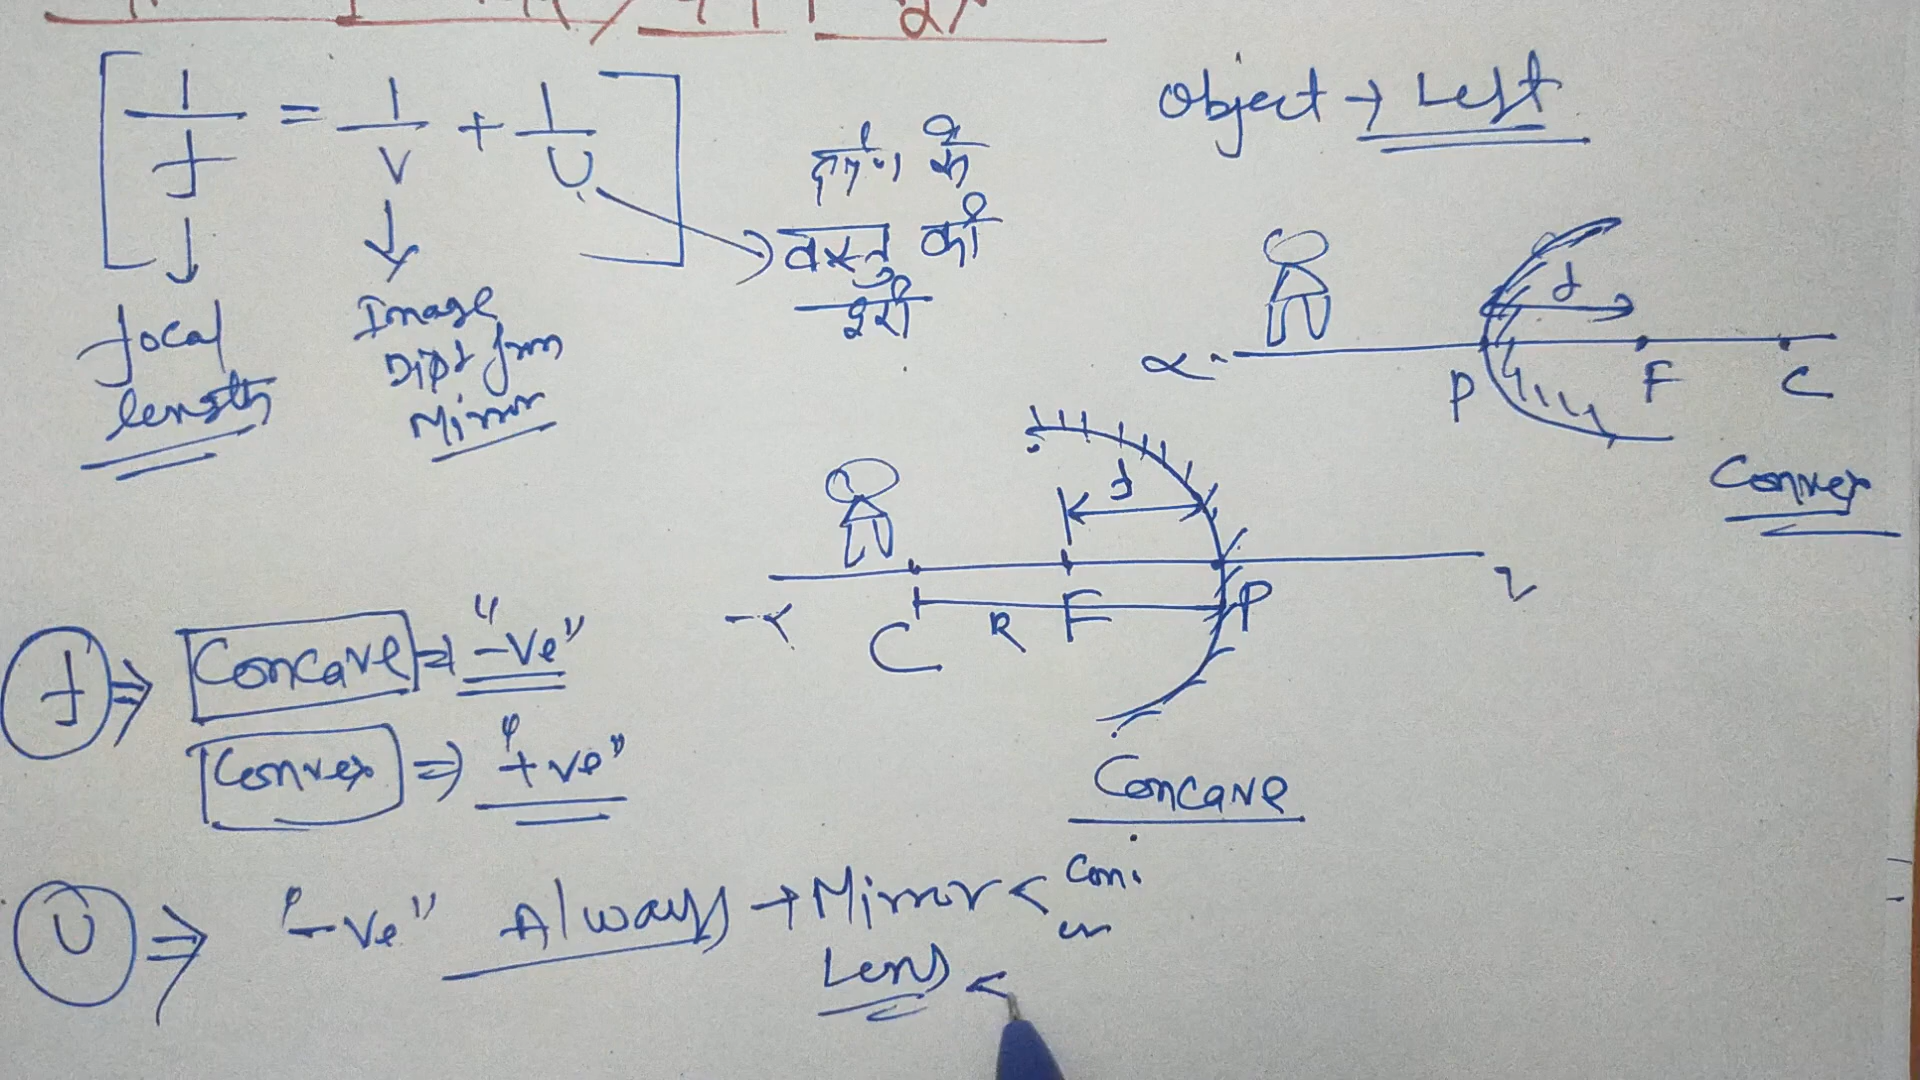 1/f = 1/v + 1/U
focal
length
Image
Dist from
Mirror
दर्पण के
वस्तु की
दूरी
Object → Left
f
P F C
Convex
f
C R F P
Concave
f ⇒ Concave ⇒ "-ve"
Convex ⇒ "+ve"
U ⇒ "-ve" Always → Mirror < Con.
Lens <